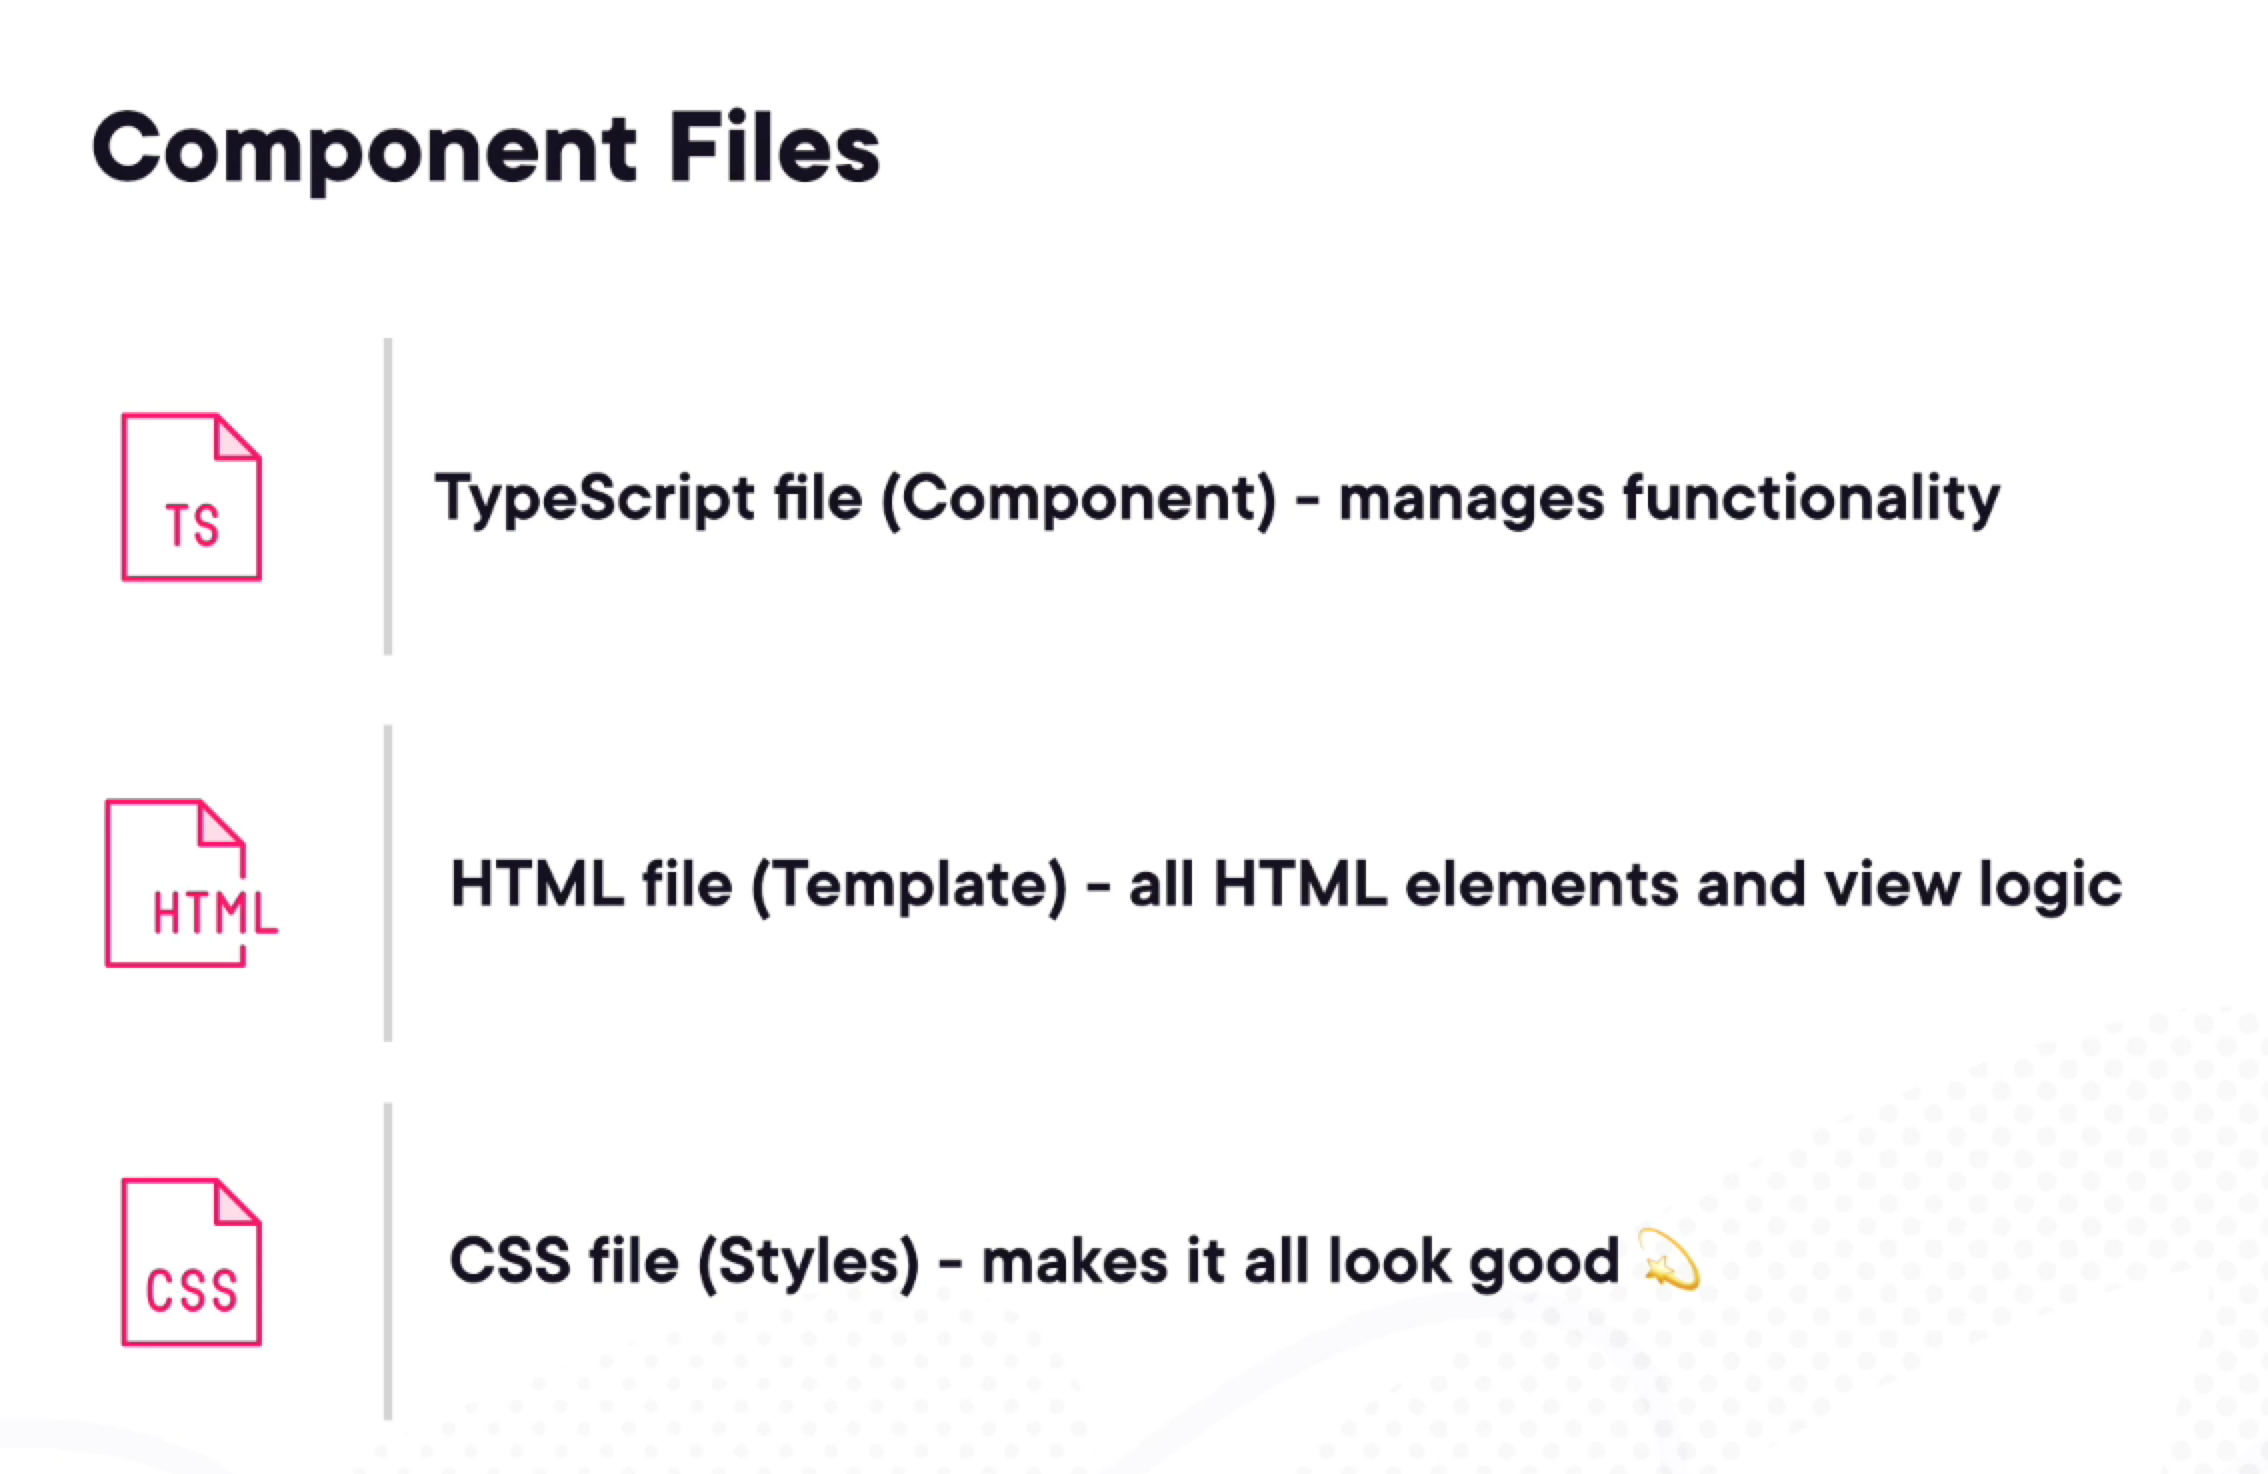 Component Files
TS
TypeScript file (Component) - manages functionality
HTML
HTML file (Template) - all HTML elements and view logic
CSS
CSS file (Styles) - makes it all look good 💫